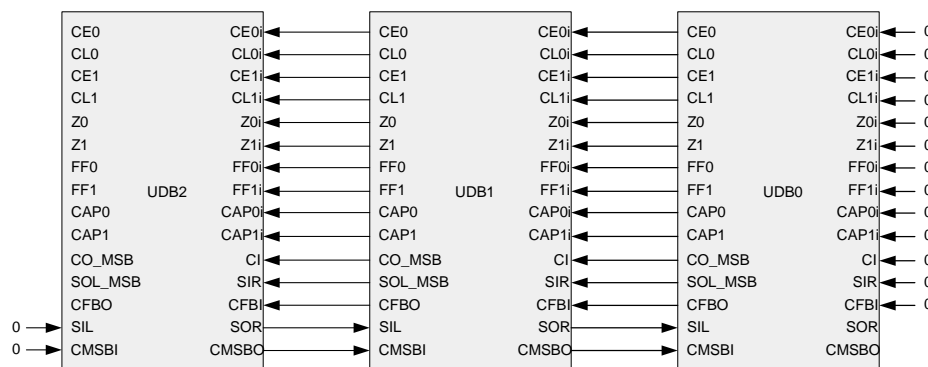 CE0 CE0i CE0 CE0i CE0 CE0i 0
CL0 CL0i CL0 CL0i CL0 CL0i 0
CE1 CE1i CE1 CE1i CE1 CE1i 0
CL1 CL1i CL1 CL1i CL1 CL1i 0
Z0 Z0i Z0 Z0i Z0 Z0i 0
Z1 Z1i Z1 Z1i Z1 Z1i 0
FF0 FF0i FF0 FF0i FF0 FF0i 0
FF1 UDB2 FF1i FF1 UDB1 FF1i FF1 UDB0 FF1i 0
CAP0 CAP0i CAP0 CAP0i CAP0 CAP0i 0
CAP1 CAP1i CAP1 CAP1i CAP1 CAP1i 0
CO_MSB CI CO_MSB CI CO_MSB CI 0
SOL_MSB SIR SOL_MSB SIR SOL_MSB SIR 0
CFBO CFBI CFBO CFBI CFBO CFBI 0
0 SIL SOR SIL SOR SIL SOR
0 CMSBI CMSBO CMSBI CMSBO CMSBI CMSBO